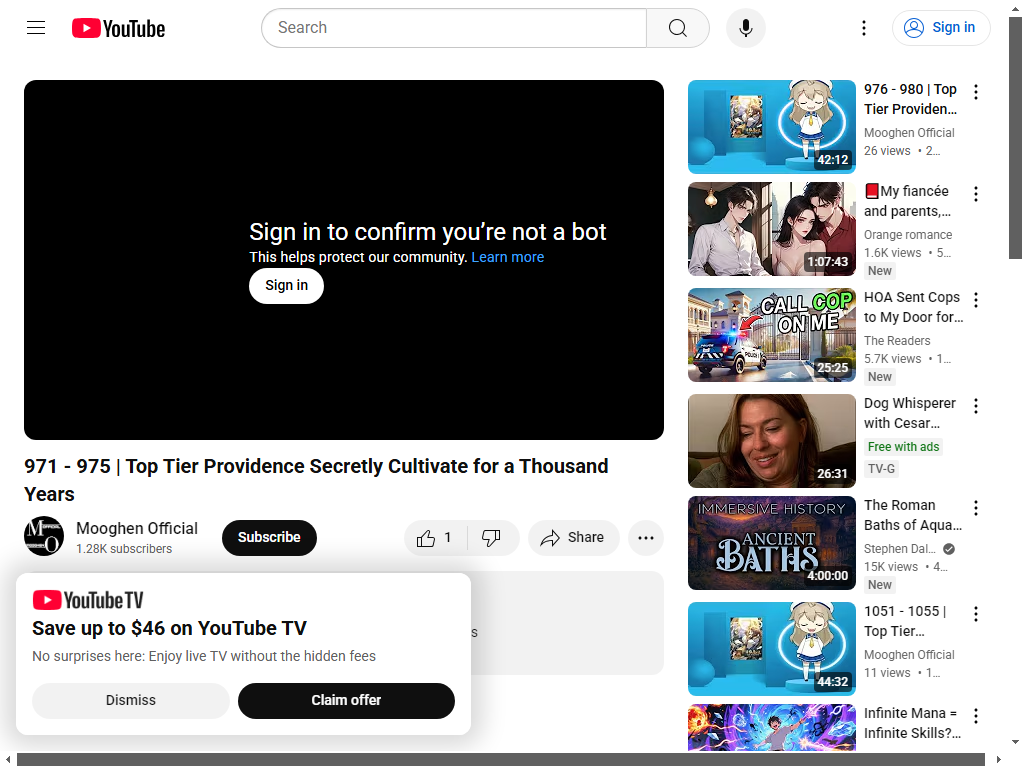 YouTube
Search
Sign in
Sign in to confirm you’re not a bot
This helps protect our community. Learn more
Sign in
971 - 975 | Top Tier Providence Secretly Cultivate for a Thousand
Years
Mooghen Official
1.28K subscribers
Subscribe
1
Share
s
YouTube TV
Save up to $46 on YouTube TV
No surprises here: Enjoy live TV without the hidden fees
Dismiss
Claim offer
42:12
976 - 980 | Top
Tier Providen...
Mooghen Official
26 views • 2...
1:07:43
📕My fiancée
and parents,...
Orange romance
1.6K views • 5...
New
CALL COP
ON ME
POLICE
25:25
HOA Sent Cops
to My Door for...
The Readers
5.7K views • 1...
New
26:31
Dog Whisperer
with Cesar...
Free with ads
TV-G
IMMERSIVE HISTORY
ANCIENT
BATHS
4:00:00
The Roman
Baths of Aqua...
Stephen Dal...
15K views • 4...
New
44:32
1051 - 1055 |
Top Tier...
Mooghen Official
11 views • 1...
Infinite Mana =
Infinite Skills?...